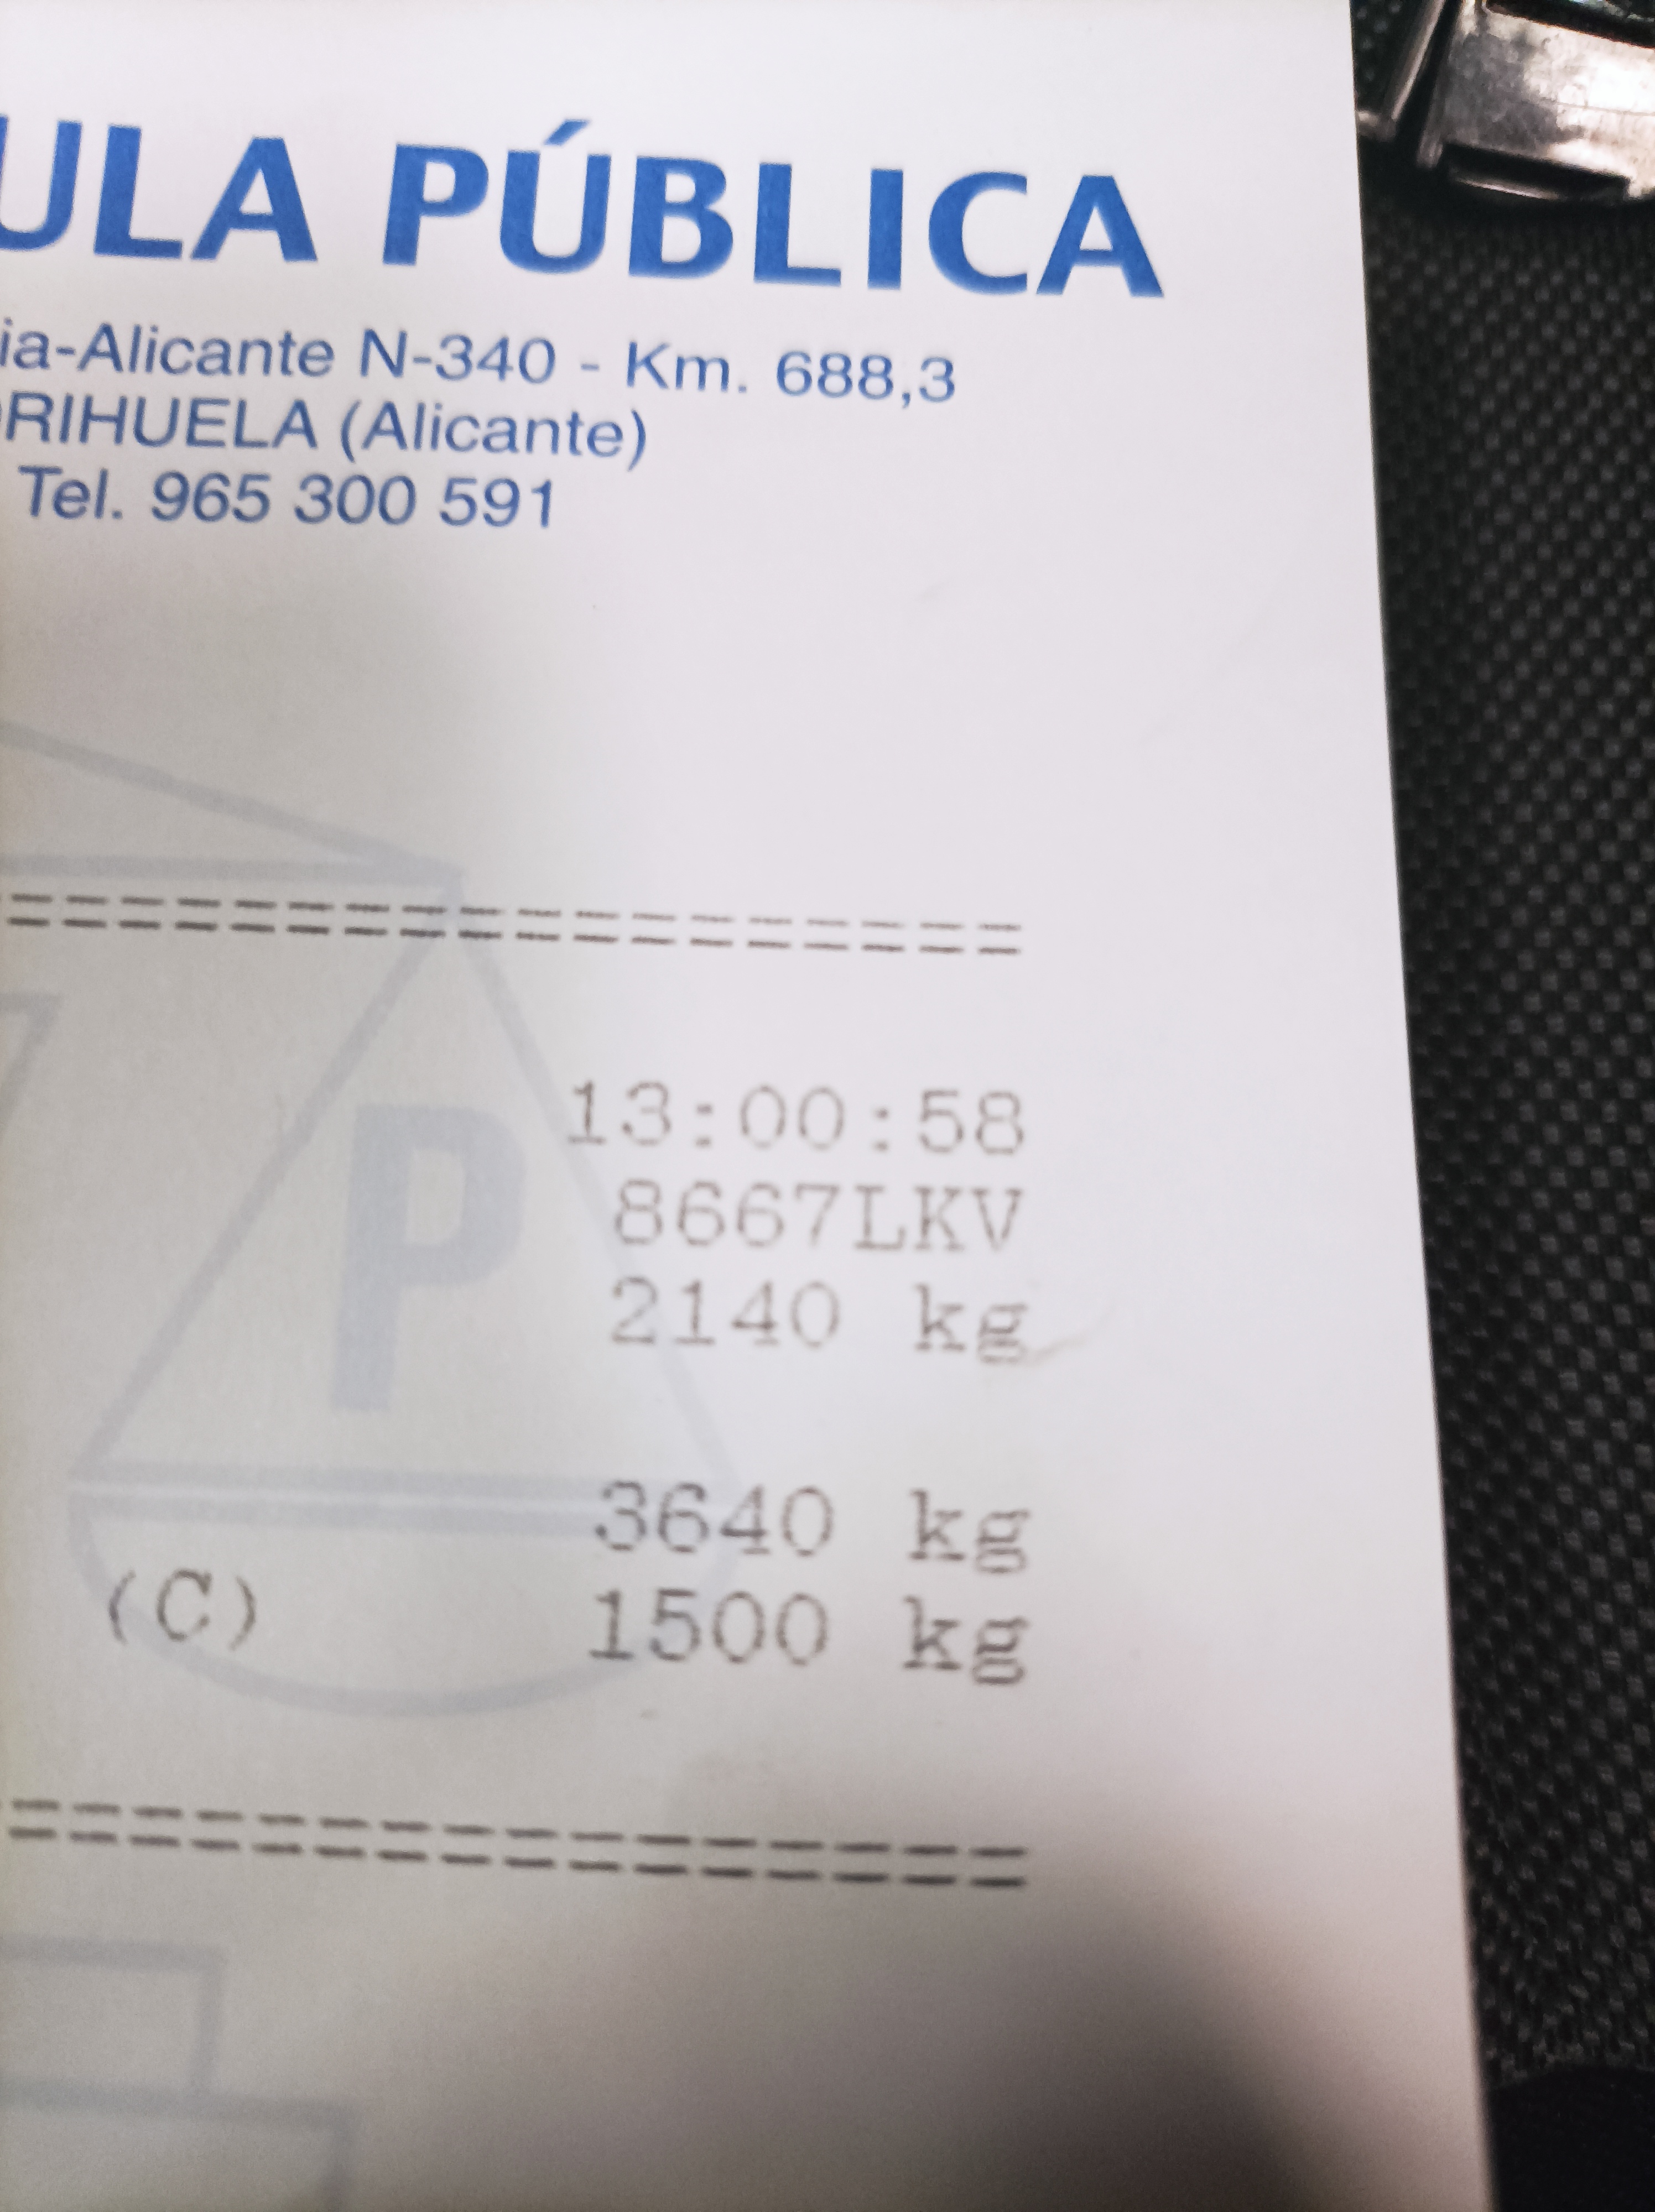 ULA PÚBLICA
ia-Alicante N-340 - Km. 688,3
ORIHUELA (Alicante)
Tel. 965 300 591
13:00:58
P
8667LKV
2140 kg
3640 kg
(C) 1500 kg